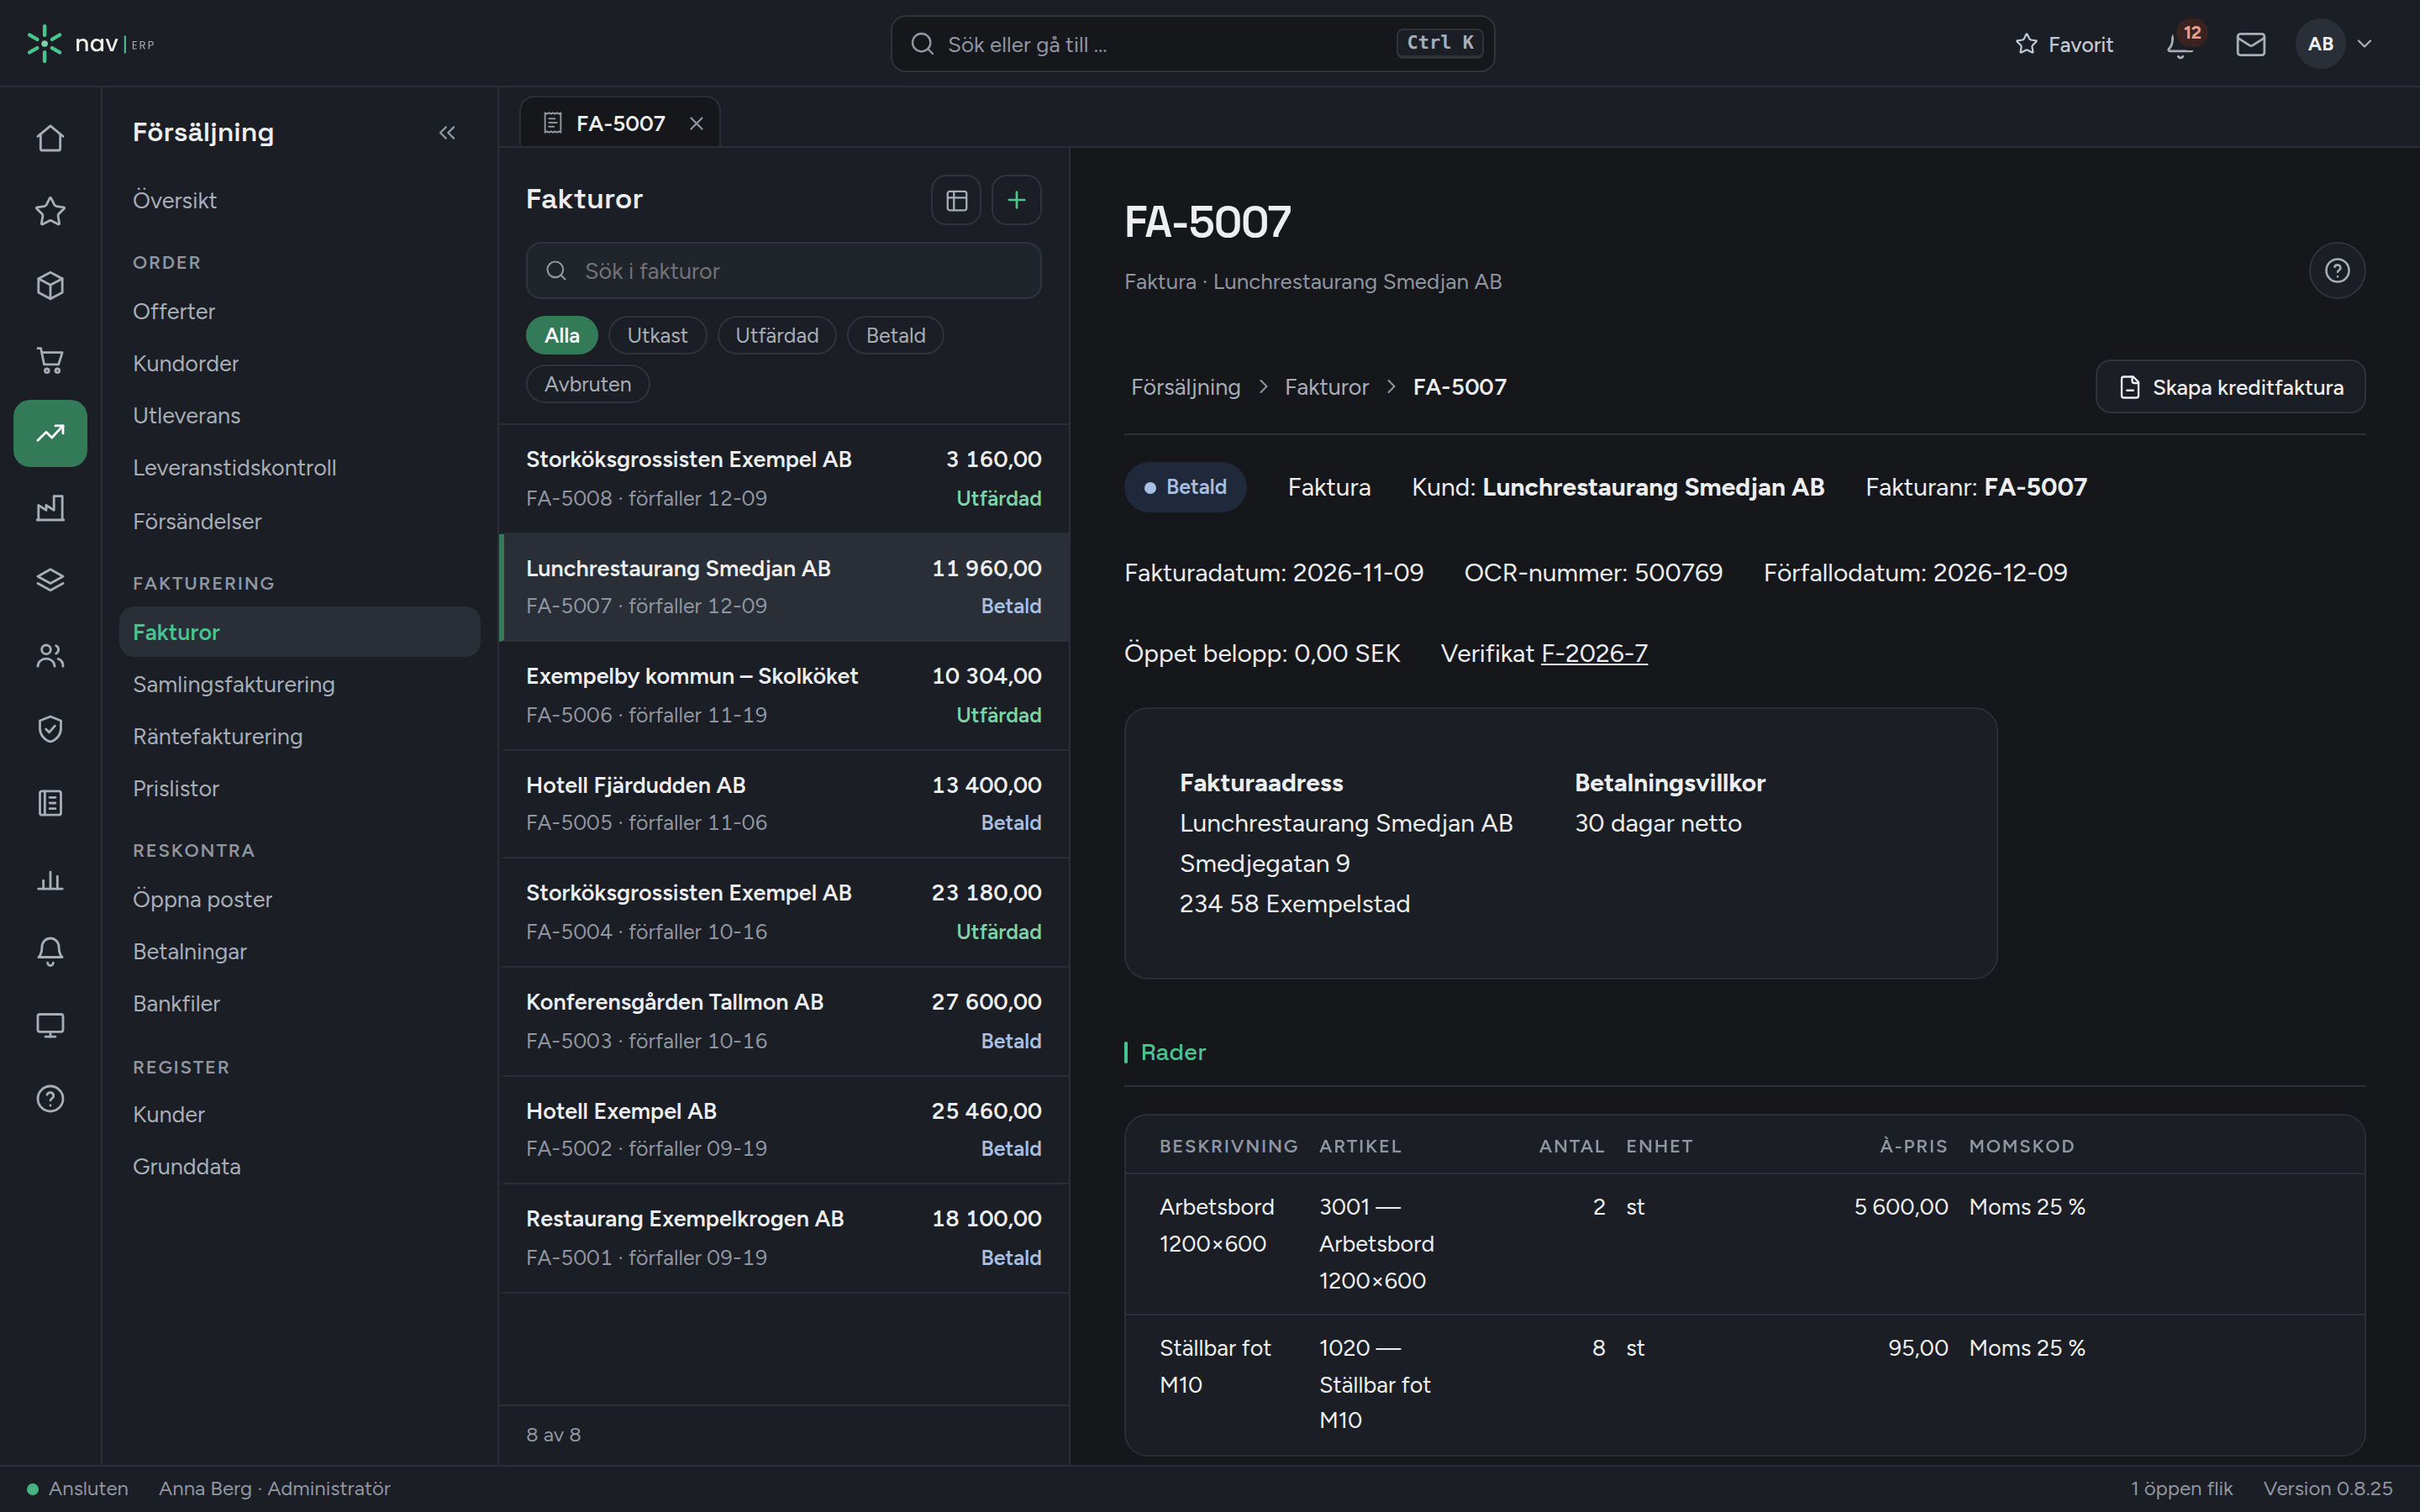 nav | ERP
Sök eller gå till ...
Ctrl K
Favorit
12
AB
Försäljning
Översikt
ORDER
Offerter
Kundorder
Utleverans
Leveranstidskontroll
Försändelser
FAKTURERING
Fakturor
Samlingsfakturering
Räntefakturering
Prislistor
RESKONTRA
Öppna poster
Betalningar
Bankfiler
REGISTER
Kunder
Grunddata
FA-5007
Fakturor
Sök i fakturor
Alla Utkast Utfärdad Betald
Avbruten
Storköksgrossisten Exempel AB 3 160,00
FA-5008 · förfaller 12-09 Utfärdad
Lunchrestaurang Smedjan AB 11 960,00
FA-5007 · förfaller 12-09 Betald
Exempelby kommun – Skolköket 10 304,00
FA-5006 · förfaller 11-19 Utfärdad
Hotell Fjärdudden AB 13 400,00
FA-5005 · förfaller 11-06 Betald
Storköksgrossisten Exempel AB 23 180,00
FA-5004 · förfaller 10-16 Utfärdad
Konferensgården Tallmon AB 27 600,00
FA-5003 · förfaller 10-16 Betald
Hotell Exempel AB 25 460,00
FA-5002 · förfaller 09-19 Betald
Restaurang Exempelkrogen AB 18 100,00
FA-5001 · förfaller 09-19 Betald
8 av 8
FA-5007
Faktura · Lunchrestaurang Smedjan AB
Försäljning > Fakturor > FA-5007
Skapa kreditfaktura
Betald Faktura Kund: Lunchrestaurang Smedjan AB Fakturanr: FA-5007
Fakturadatum: 2026-11-09 OCR-nummer: 500769 Förfallodatum: 2026-12-09
Öppet belopp: 0,00 SEK Verifikat F-2026-7
Fakturaadress Betalningsvillkor
Lunchrestaurang Smedjan AB 30 dagar netto
Smedjegatan 9
234 58 Exempelstad
Rader
BESKRIVNING ARTIKEL ANTAL ENHET À-PRIS MOMSKOD
Arbetsbord 3001 — 2 st 5 600,00 Moms 25 %
1200×600 Arbetsbord
1200×600
Ställbar fot 1020 — 8 st 95,00 Moms 25 %
M10 Ställbar fot
M10
Ansluten Anna Berg · Administratör
1 öppen flik Version 0.8.25